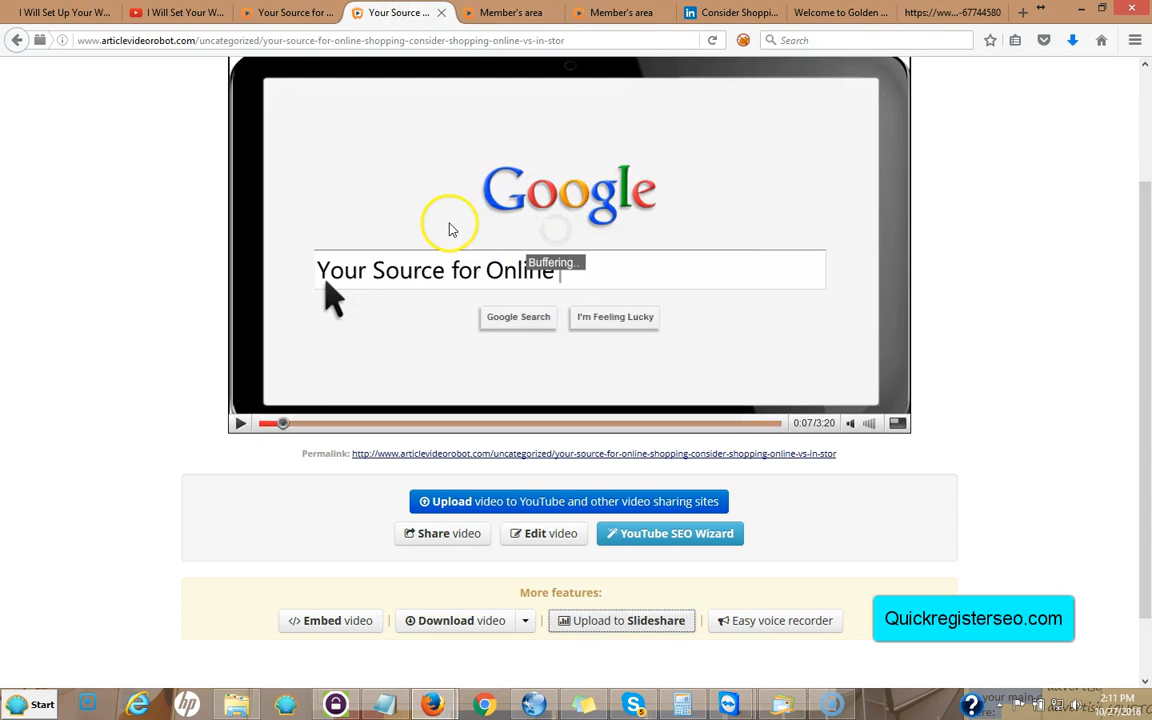 I Will Set Up Your W...
I Will Set Your W...
Your Source for ...
Your Source ...
Member's area
Member's area
Consider Shoppi...
Welcome to Golden ...
https://ww...-67744580
www.articlevideorobot.com/uncategorized/your-source-for-online-shopping-consider-shopping-online-vs-in-stor
Search
Google
Your Source for Online
Buffering..
Google Search
I'm Feeling Lucky
0:07/3:20
Permalink: http://www.articlevideorobot.com/uncategorized/your-source-for-online-shopping-consider-shopping-online-vs-in-stor
Upload video to YouTube and other video sharing sites
Share video
Edit video
YouTube SEO Wizard
More features:
Embed video
Download video
Upload to Slideshare
Easy voice recorder
Quickregisterseo.com
Start
your main
advertise
2:11 PM
10/27/2016